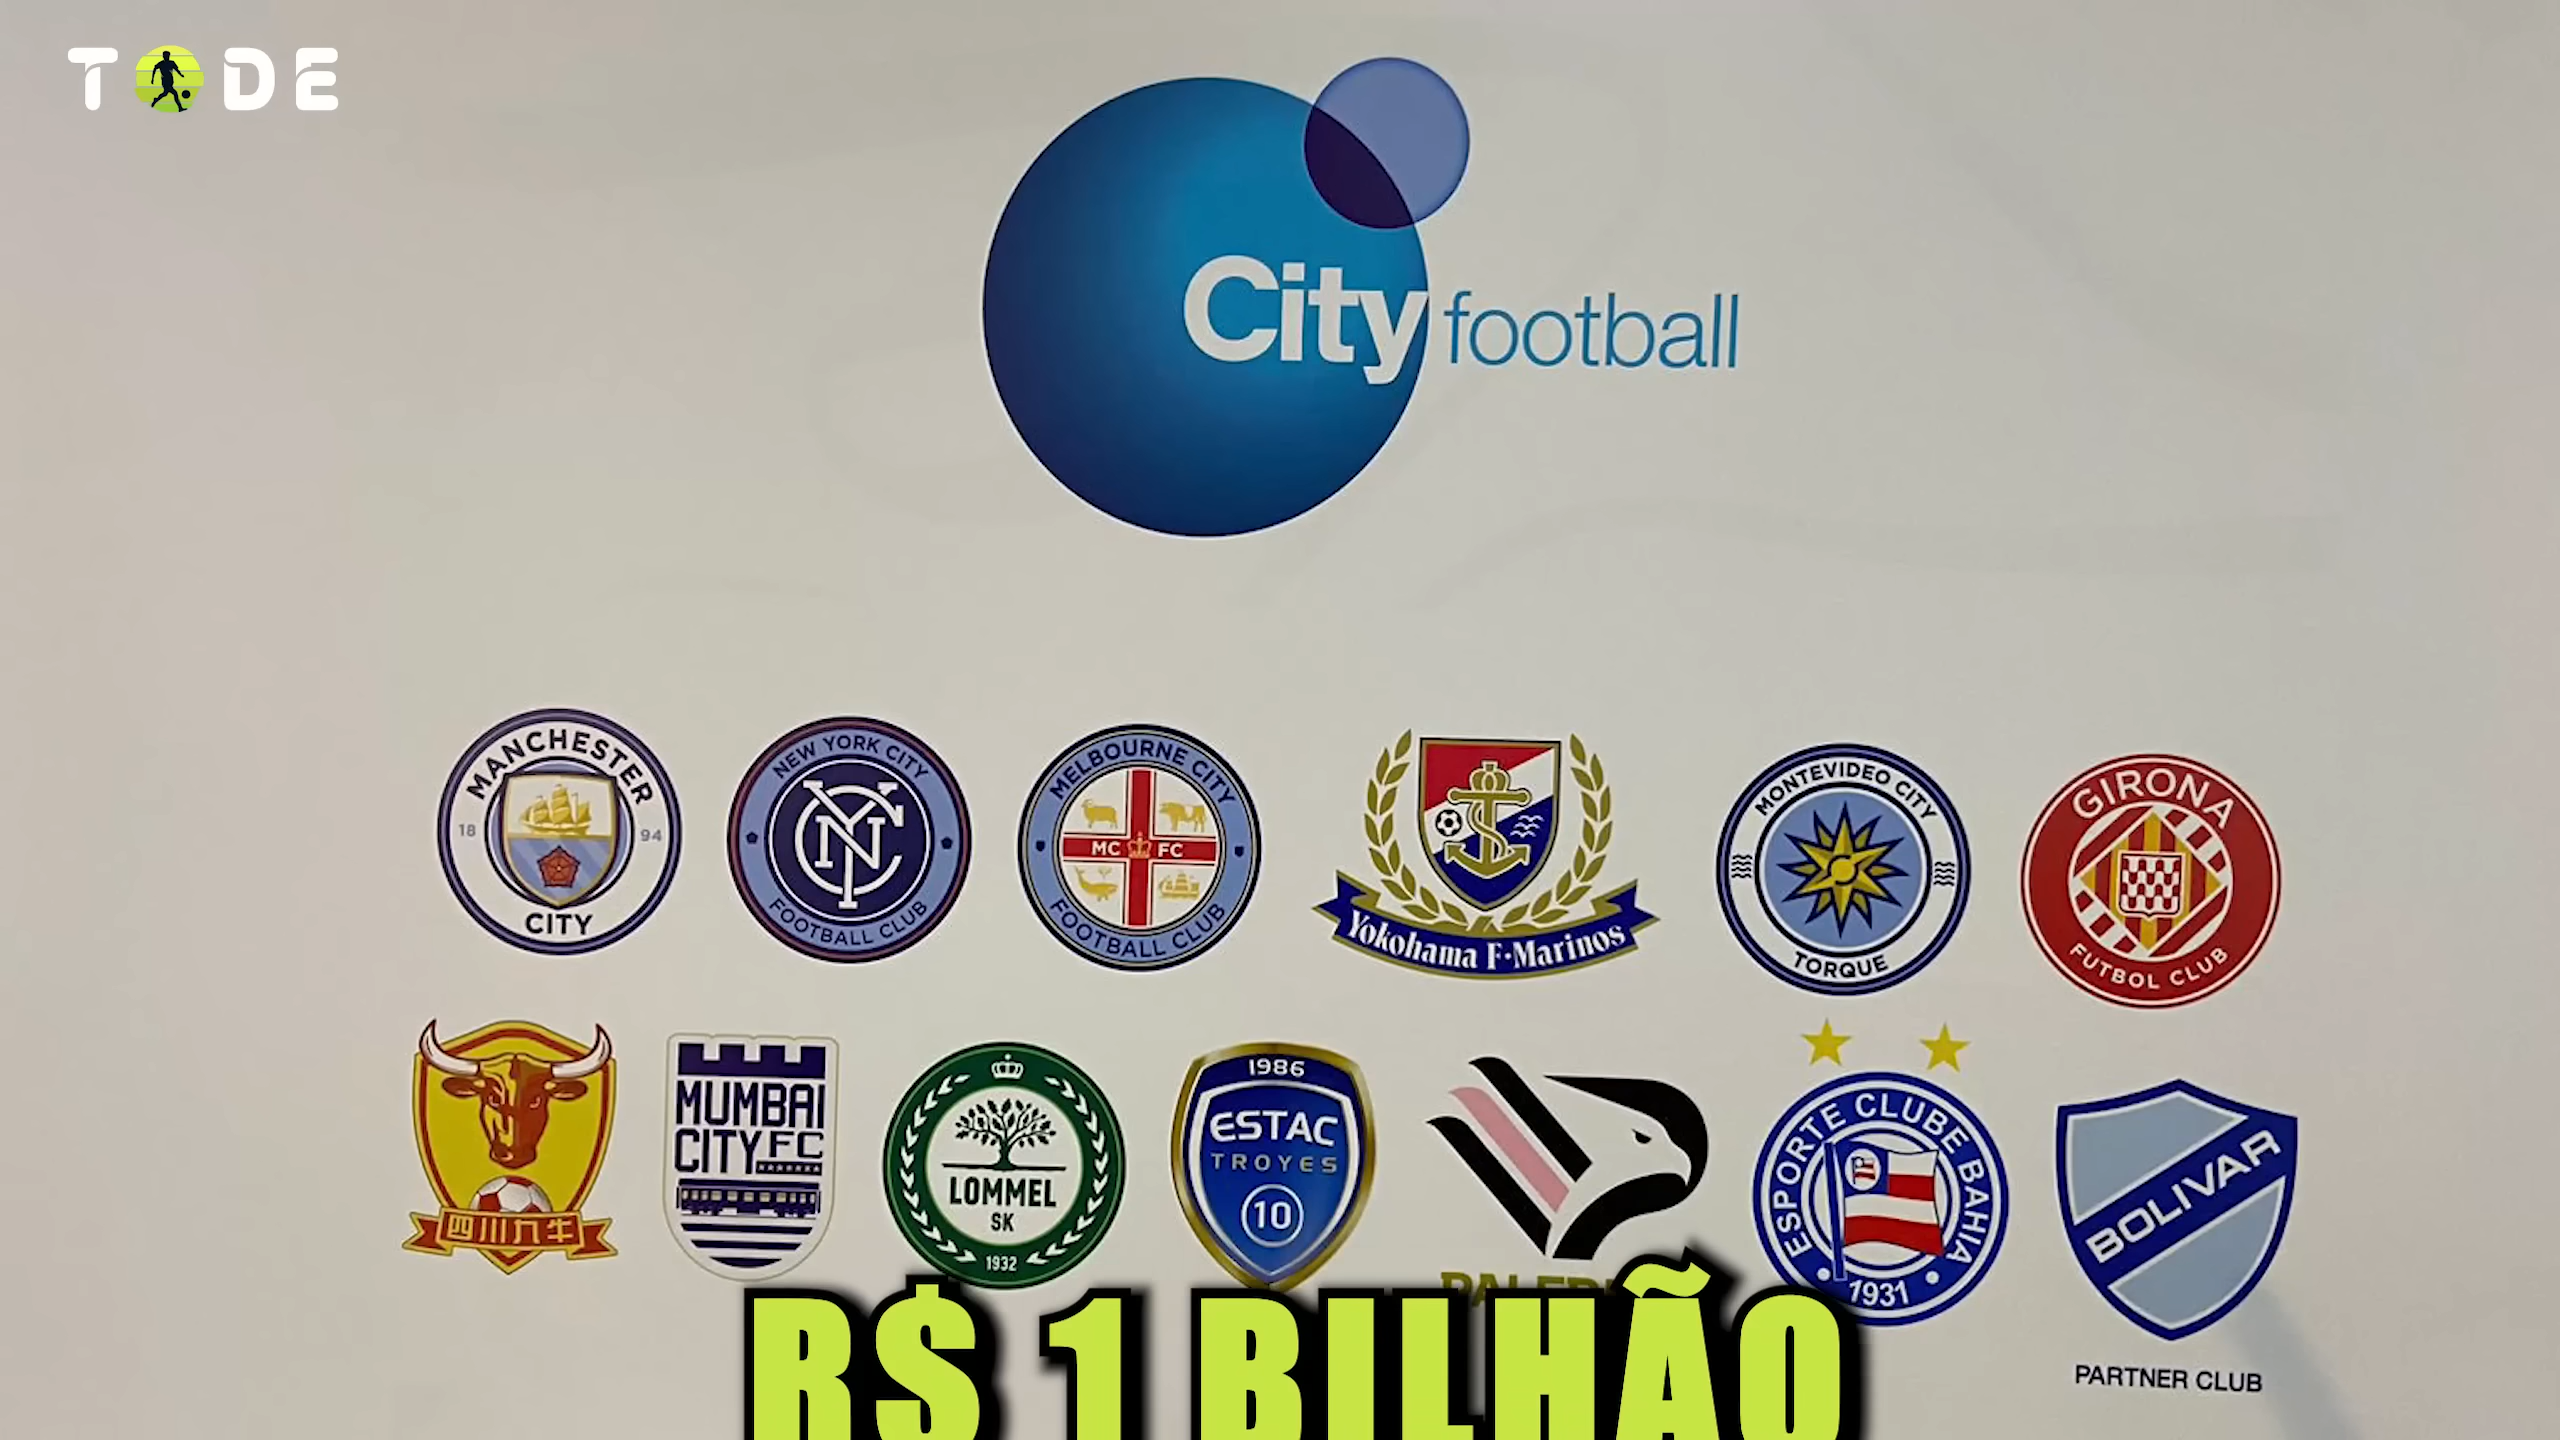 TODE
City football
MANCHESTER
18 94
CITY
NEW YORK CITY
NYC
FOOTBALL CLUB
MELBOURNE CITY
MC FC
FOOTBALL CLUB
Yokohama F·Marinos
MONTEVIDEO CITY
TORQUE
GIRONA
FUTBOL CLUB
四川九牛
MUMBAI
CITY FC
LOMMEL
SK
1932
1986
ESTAC
TROYES
10
ESPORTE CLUBE BAHIA
1931
BOLIVAR
PARTNER CLUB
R$ 1 BILHÃO